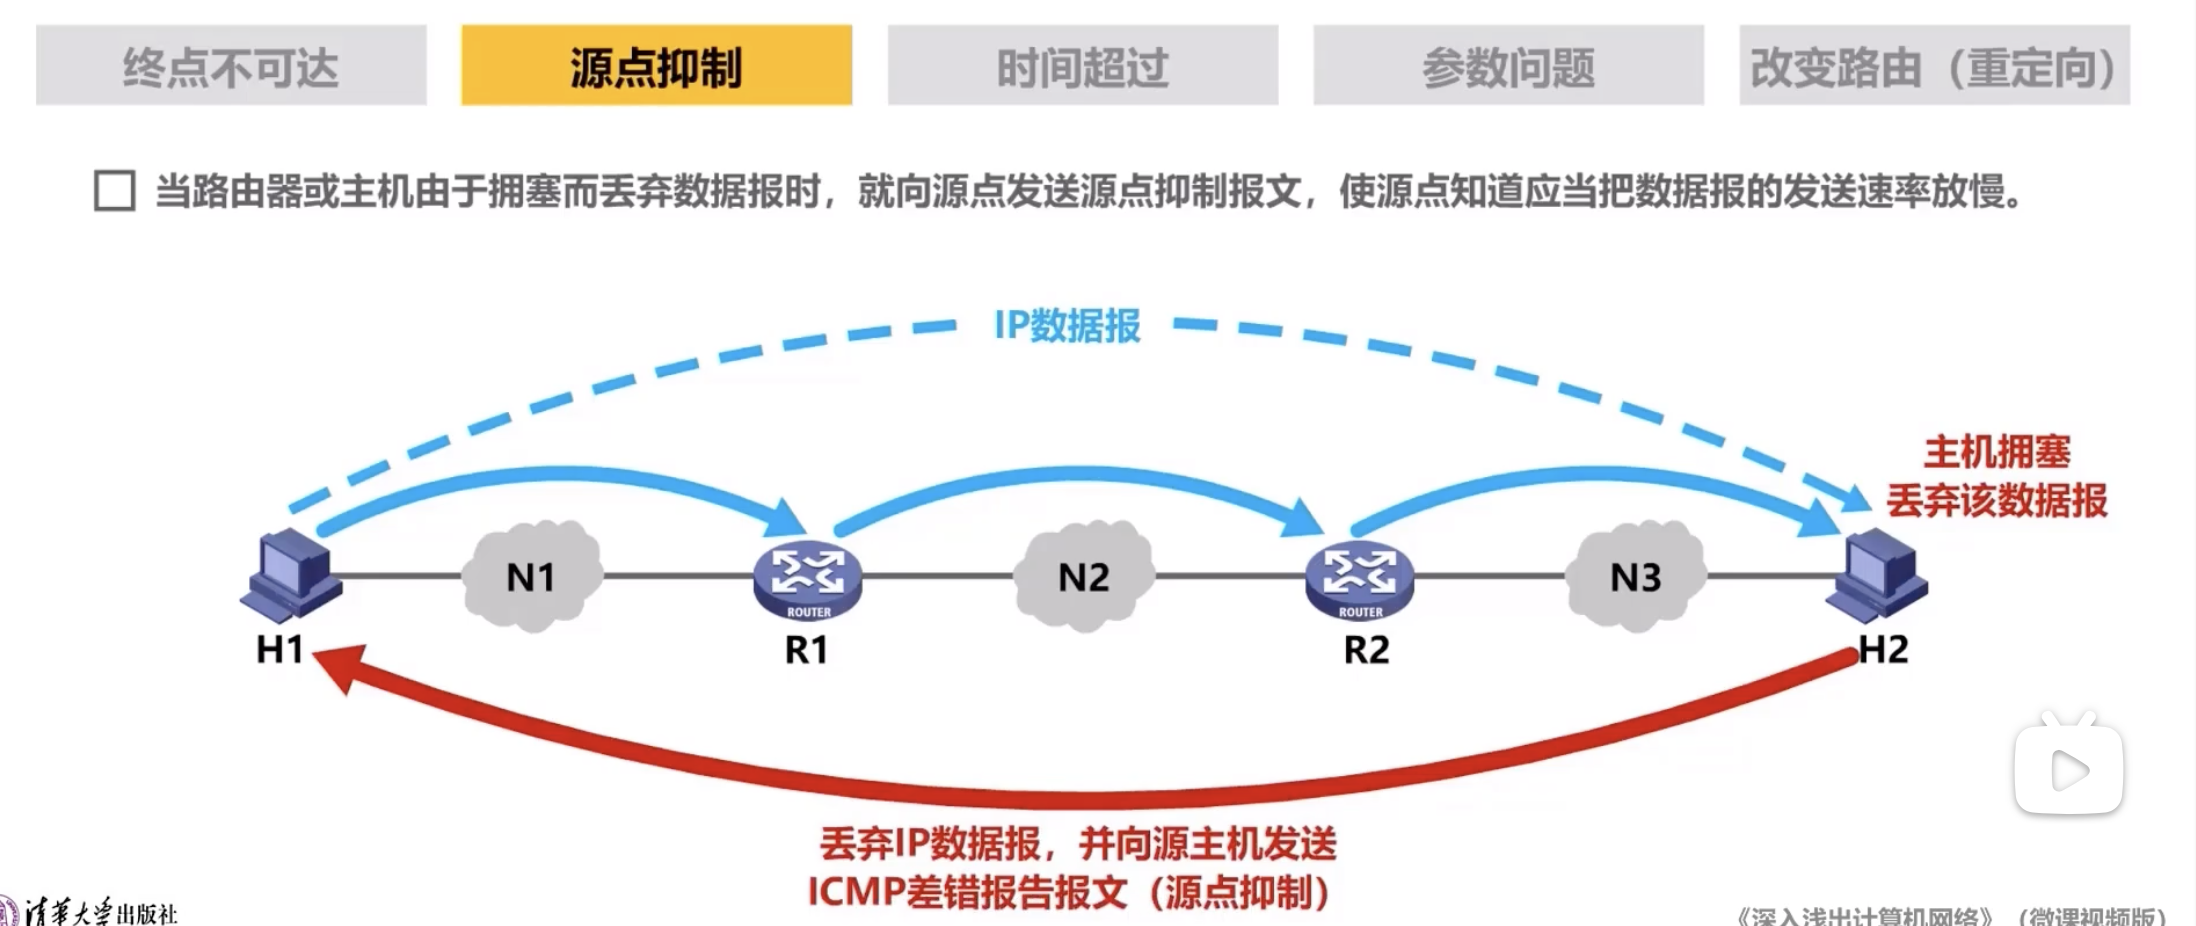 终点不可达
源点抑制
时间超过
参数问题
改变路由（重定向）
当路由器或主机由于拥塞而丢弃数据报时，就向源点发送源点抑制报文，使源点知道应当把数据报的发送速率放慢。
IP数据报
主机拥塞
丢弃该数据报
N1
N2
N3
ROUTER
ROUTER
H1
R1
R2
H2
丢弃IP数据报，并向源主机发送
ICMP差错报告报文（源点抑制）
清华大学出版社
《深入浅出计算机网络》（微课视频版）